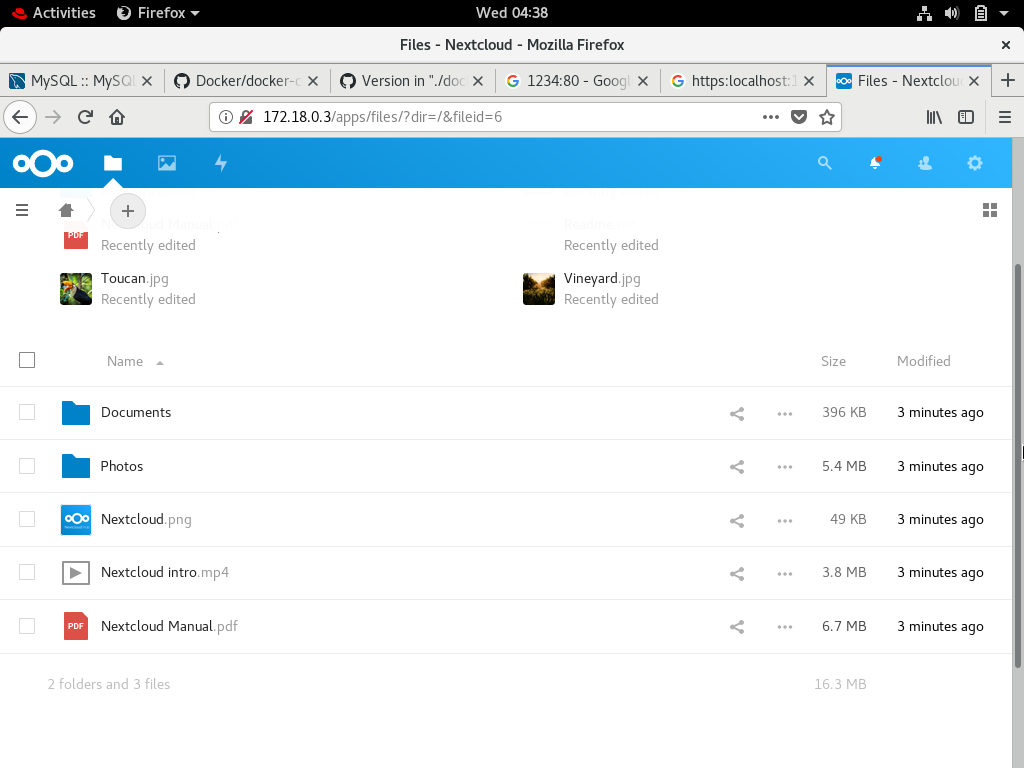 Activities Firefox Wed 04:38
Files - Nextcloud - Mozilla Firefox
MySQL :: MySQL Docker/docker-c Version in "./doc 1234:80 - Googl https:localhost:1 Files - Nextcloud
172.18.0.3/apps/files/?dir=/&fileid=6
Nextcloud Manual.pdf Readme
PDF Recently edited Recently edited
Toucan.jpg Vineyard.jpg
Recently edited Recently edited
Name Size Modified
Documents 396 KB 3 minutes ago
Photos 5.4 MB 3 minutes ago
Nextcloud.png 49 KB 3 minutes ago
Nextcloud intro.mp4 3.8 MB 3 minutes ago
PDF Nextcloud Manual.pdf 6.7 MB 3 minutes ago
2 folders and 3 files 16.3 MB